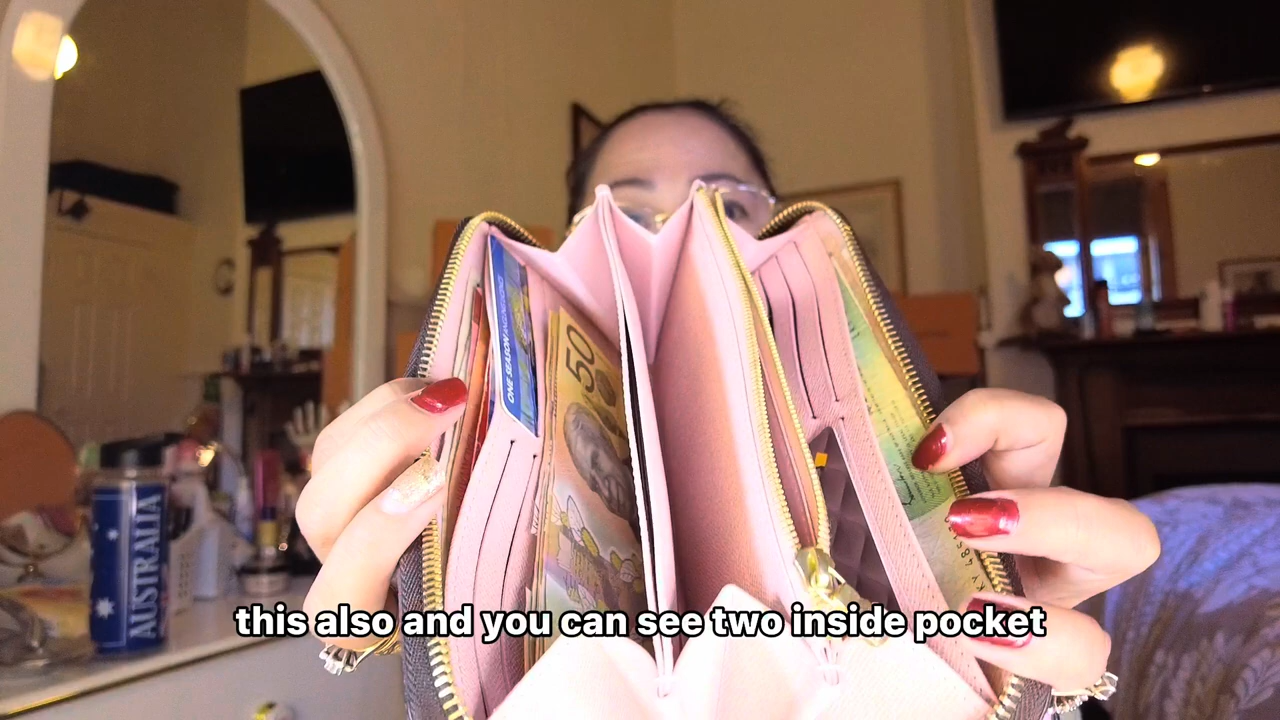 ONE SEASON
50
AUSTRALIA
this also and you can see two inside pocket